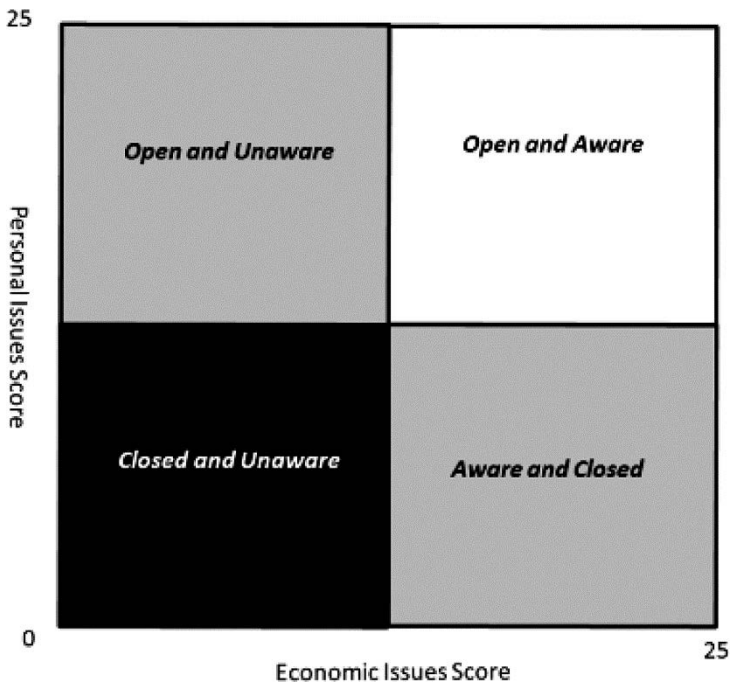 25
Open and Unaware
Open and Aware
Personal Issues Score
Closed and Unaware
Aware and Closed
0
25
Economic Issues Score